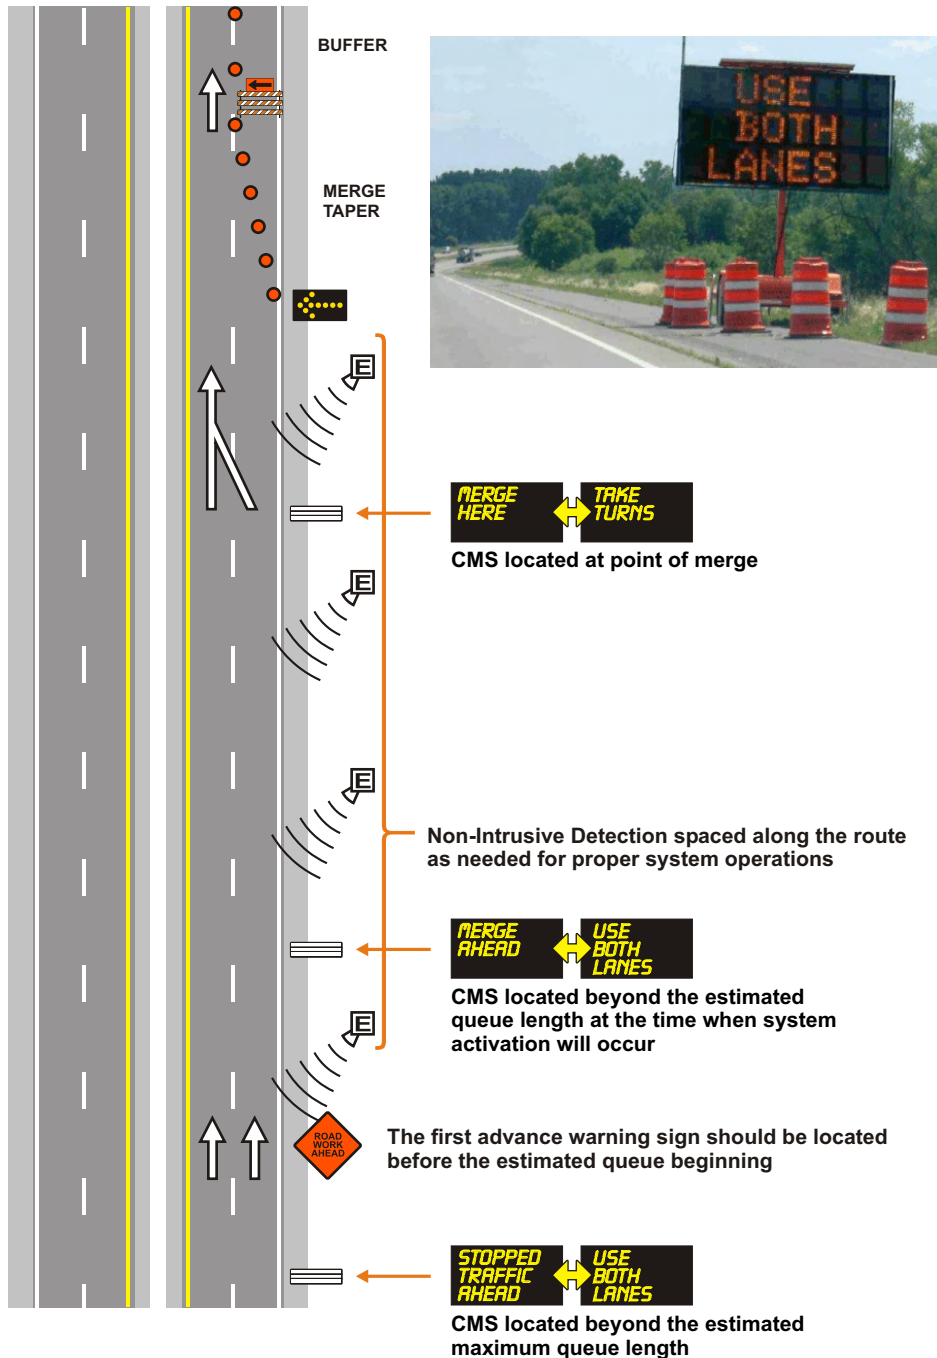 BUFFER
USE
BOTH
LANES
MERGE
TAPER
E
MERGE
HERE
TAKE
TURNS
CMS located at point of merge
E
E
Non-Intrusive Detection spaced along the route
as needed for proper system operations
MERGE
AHEAD
USE
BOTH
LANES
CMS located beyond the estimated
queue length at the time when system
activation will occur
E
ROAD
WORK
AHEAD
The first advance warning sign should be located
before the estimated queue beginning
STOPPED
TRAFFIC
AHEAD
USE
BOTH
LANES
CMS located beyond the estimated
maximum queue length